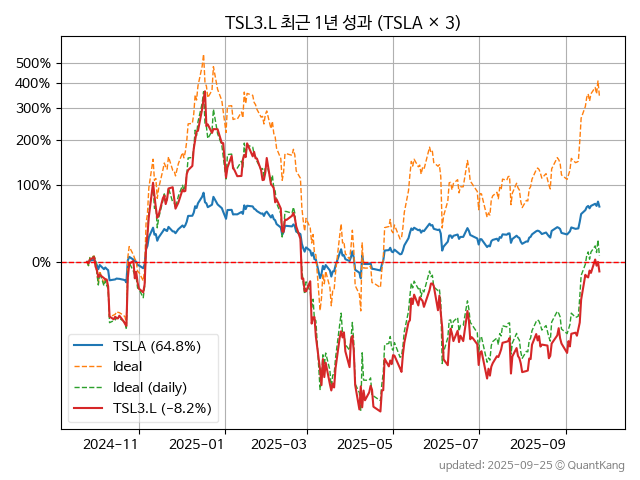 TSL3.L 최근 1년 성과 (TSLA × 3)
500%
400%
300%
200%
100%
0%
TSLA (64.8%)
Ideal
Ideal (daily)
TSL3.L (−8.2%)
2024-11
2025-01
2025-03
2025-05
2025-07
2025-09
updated: 2025-09-25 © QuantKang